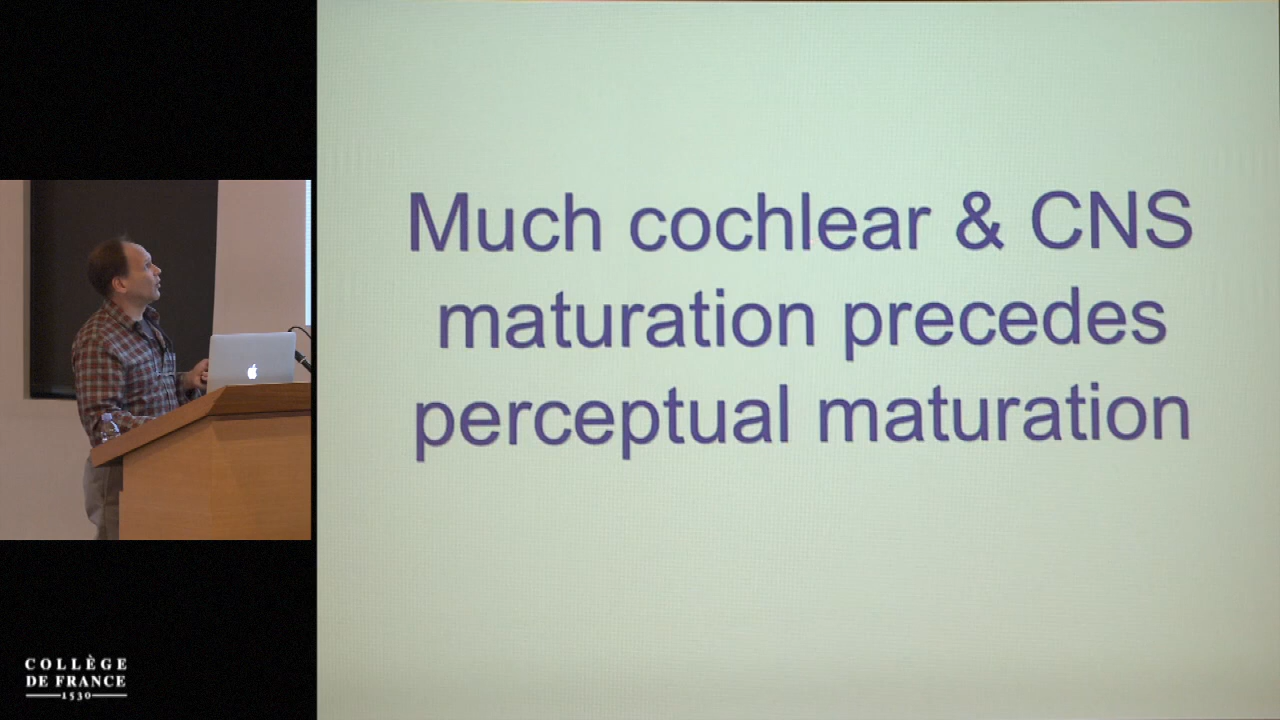 Much cochlear & CNS
maturation precedes
perceptual maturation
COLLÈGE
DE FRANCE
1530